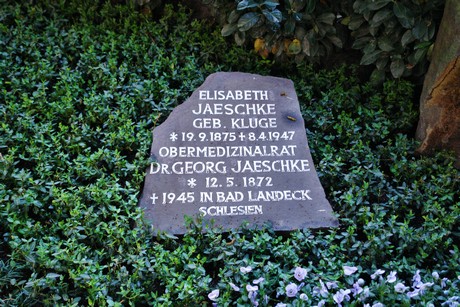 ELISABETH
JAESCHKE
GEB. KLUGE
* 19.9.1875 + 8.4.1947
OBERMEDIZINALRAT
DR. GEORG JAESCHKE
* 12.5.1872
† 1945 IN BAD LANDECK
SCHLESIEN